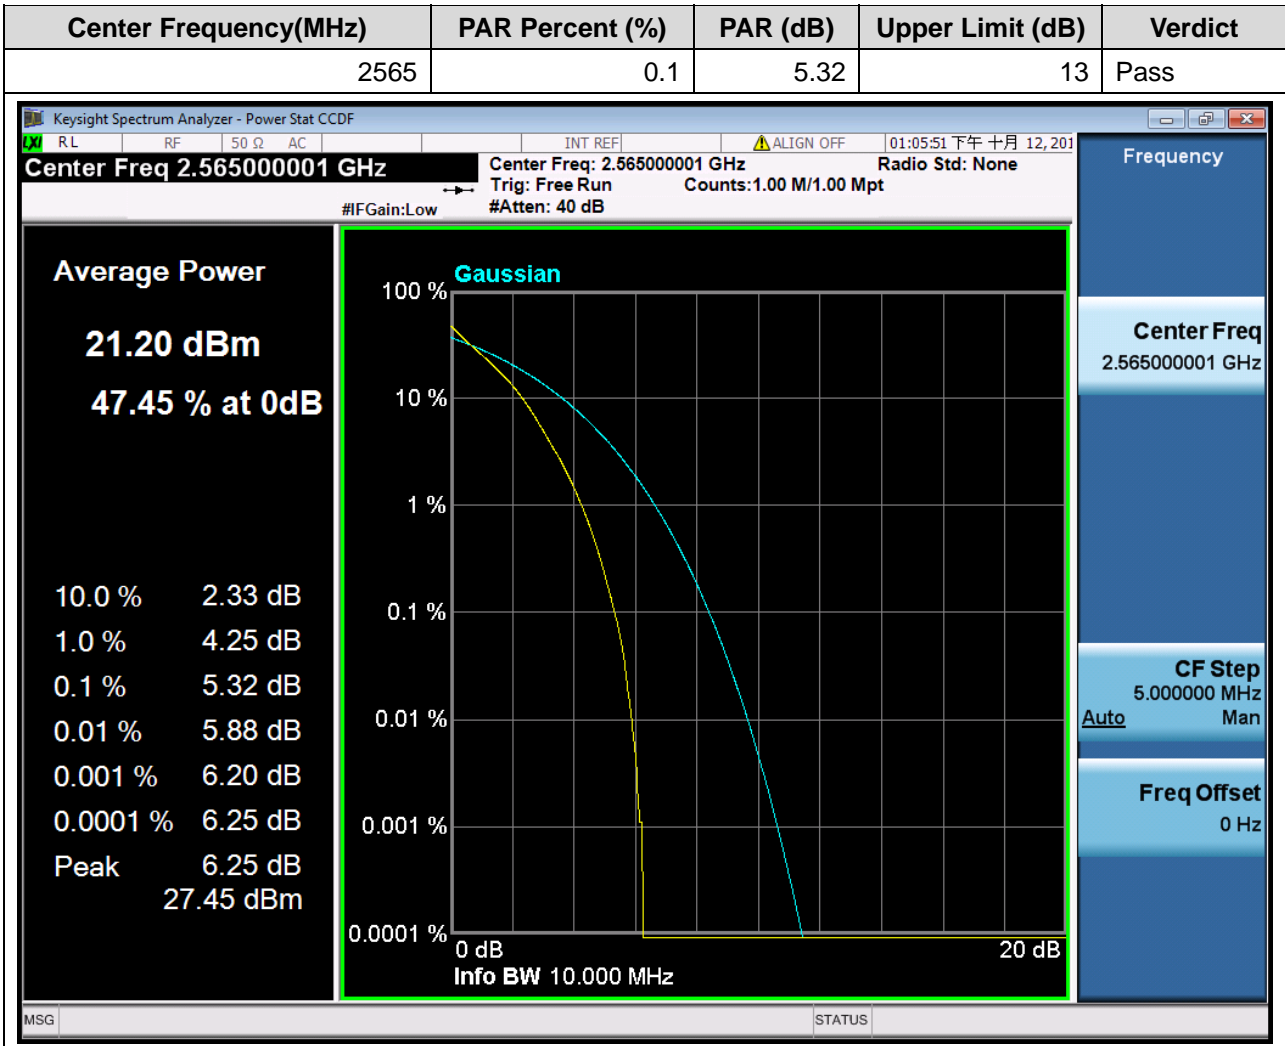 Center Frequency(MHz) PAR Percent (%) PAR (dB) Upper Limit (dB) Verdict
2565 0.1 5.32 13 Pass
Keysight Spectrum Analyzer - Power Stat CCDF
LXI RL RF 50 Ω AC INT REF ALIGN OFF 01:05:51 下午 十月 12, 201
Center Freq 2.565000001 GHz
Center Freq: 2.565000001 GHz Radio Std: None
Trig: Free Run Counts:1.00 M/1.00 Mpt
#IFGain:Low #Atten: 40 dB
Average Power
21.20 dBm
47.45 % at 0dB
10.0 % 2.33 dB
1.0 % 4.25 dB
0.1 % 5.32 dB
0.01 % 5.88 dB
0.001 % 6.20 dB
0.0001 % 6.25 dB
Peak 6.25 dB
27.45 dBm
Gaussian
100 %
10 %
1 %
0.1 %
0.01 %
0.001 %
0.0001 %
0 dB 20 dB
Info BW 10.000 MHz
Frequency
Center Freq
2.565000001 GHz
CF Step
5.000000 MHz
Auto Man
Freq Offset
0 Hz
MSG STATUS